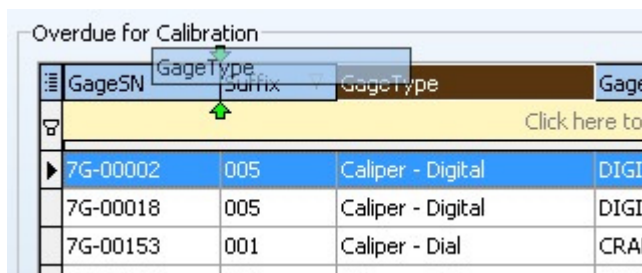 Overdue for Calibration
GageType
GageSN Suffix GageType Gage
Click here to
7G-00002 005 Caliper - Digital DIGI
7G-00018 005 Caliper - Digital DIGI
7G-00153 001 Caliper - Dial CRA